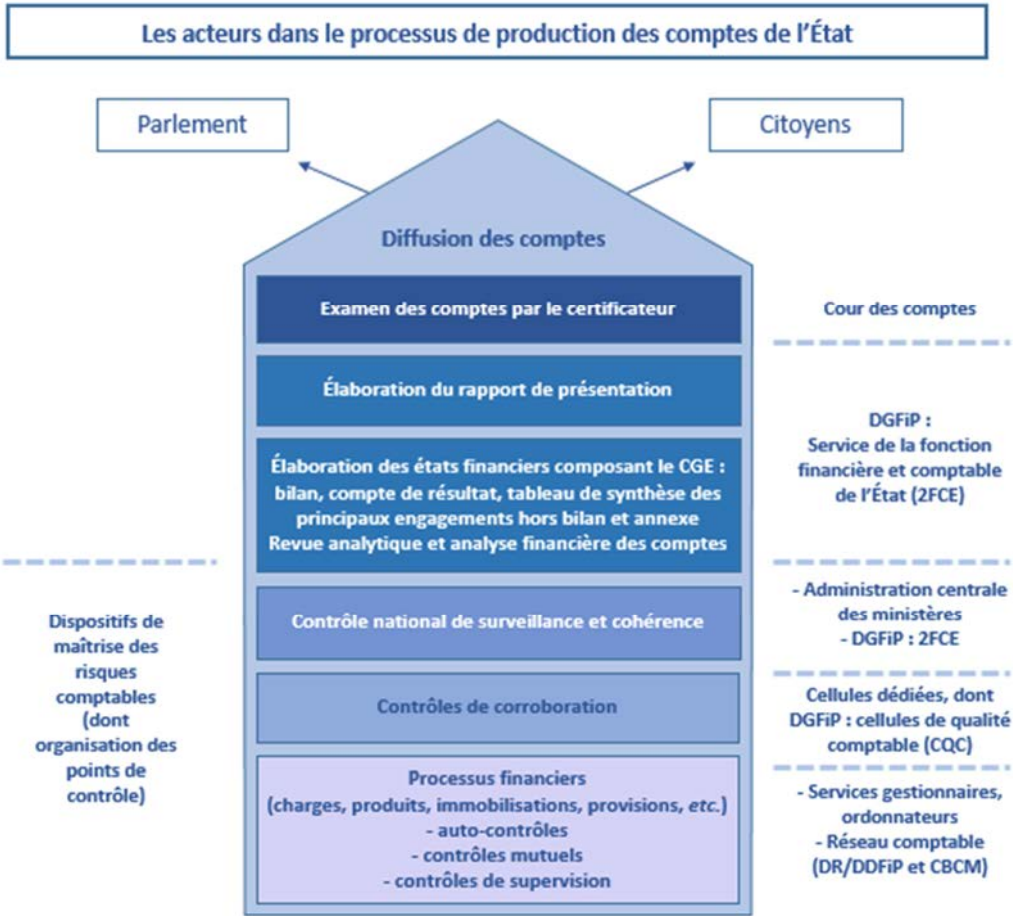 Les acteurs dans le processus de production des comptes de l'État
Parlement
Citoyens
Diffusion des comptes
Examen des comptes par le certificateur
Cour des comptes
Élaboration du rapport de présentation
Élaboration des états financiers composant le CGE :
bilan, compte de résultat, tableau de synthèse des
principaux engagements hors bilan et annexe
Revue analytique et analyse financière des comptes
DGFiP :
Service de la fonction
financière et comptable
de l'État (2FCE)
Dispositifs de
maîtrise des
risques
comptables
(dont
organisation des
points de
contrôle)
Contrôle national de surveillance et cohérence
- Administration centrale
des ministères
- DGFiP : 2FCE
Contrôles de corroboration
Cellules dédiées, dont
DGFiP : cellules de qualité
comptable (CQC)
Processus financiers
(charges, produits, immobilisations, provisions, etc.)
- auto-contrôles
- contrôles mutuels
- contrôles de supervision
- Services gestionnaires,
ordonnateurs
- Réseau comptable
(DR/DDFiP et CBCM)